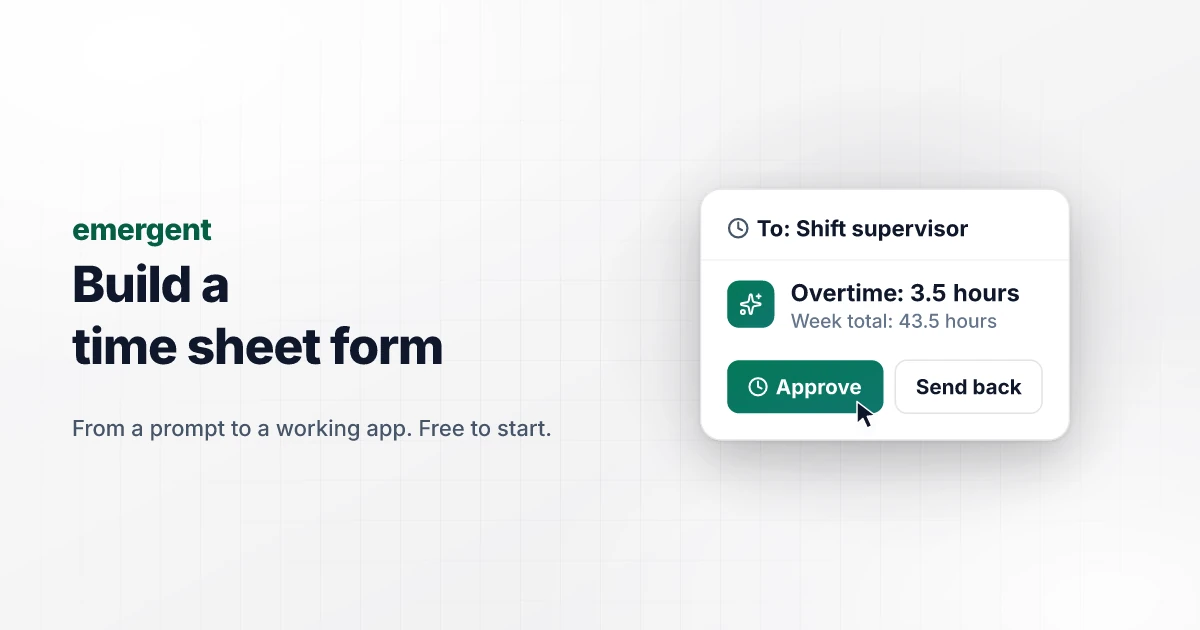 emergent
Build a
time sheet form
From a prompt to a working app. Free to start.
To: Shift supervisor
Overtime: 3.5 hours
Week total: 43.5 hours
Approve
Send back